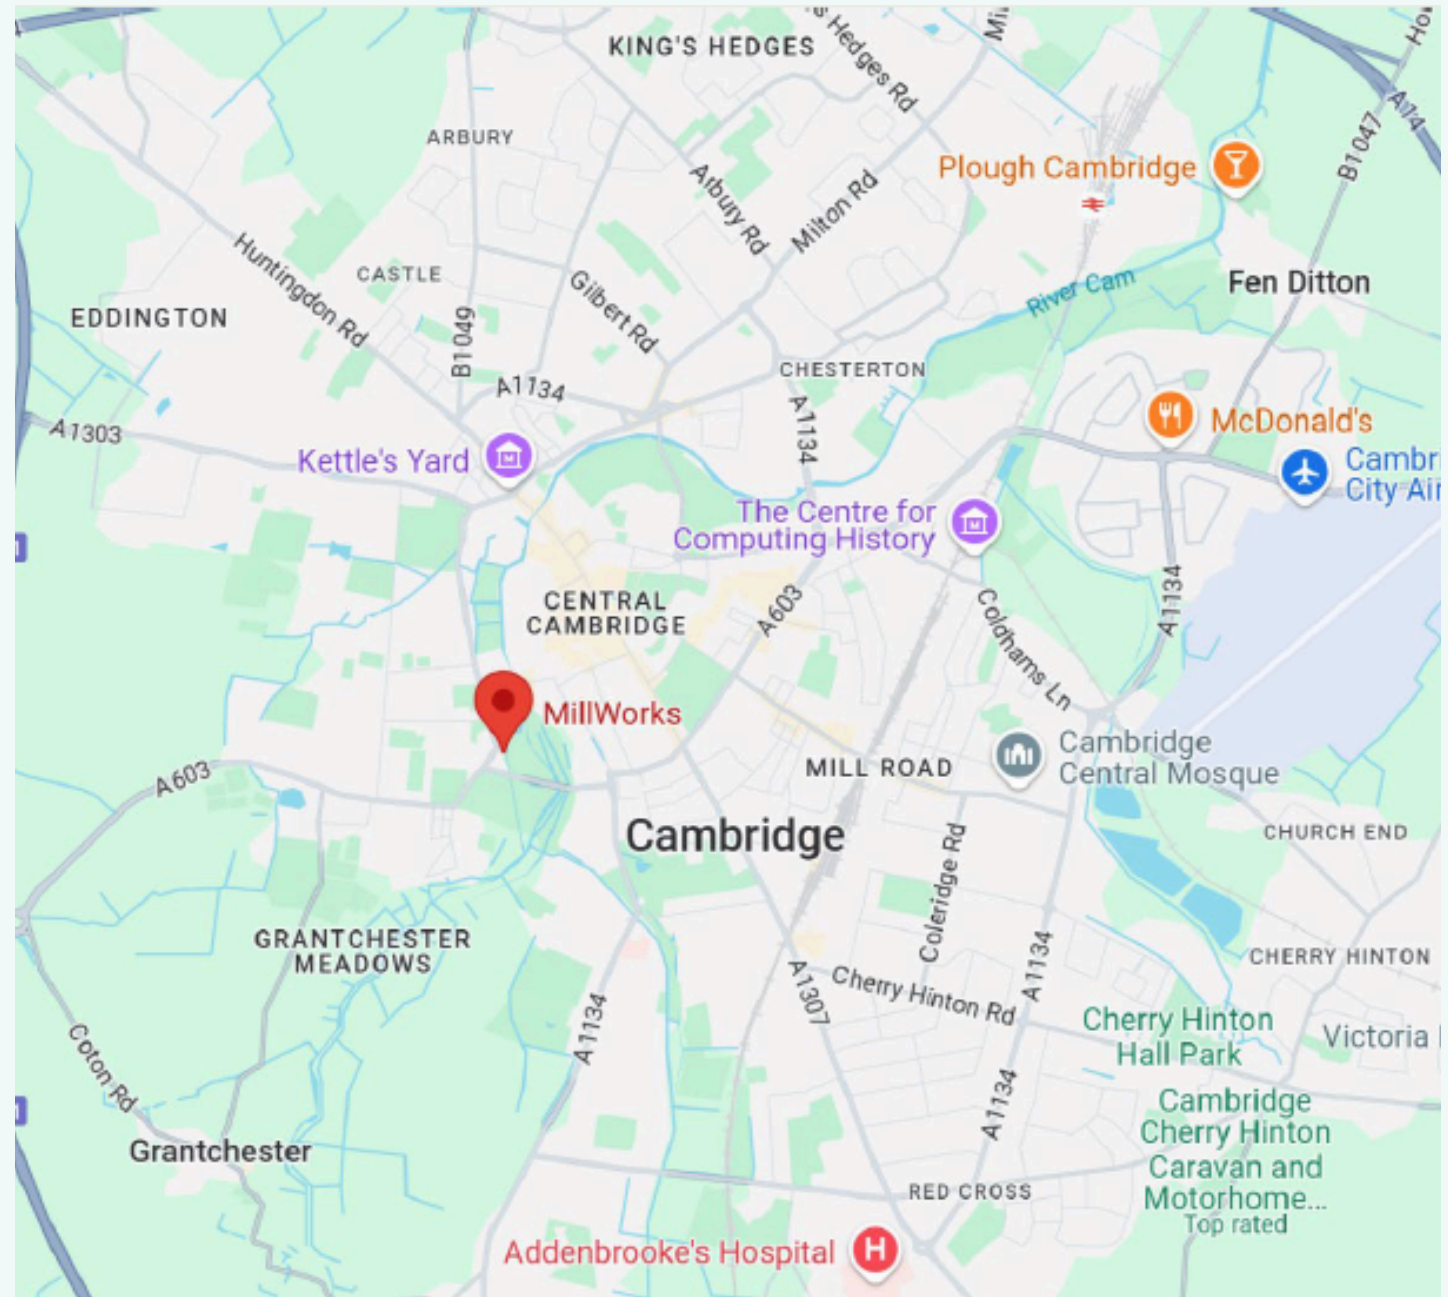 KING'S HEDGES
s Hedges Rd
Mil
Ho
A14
B1047
ARBURY
Plough Cambridge
Arbury Rd
Milton Rd
Huntingdon Rd
CASTLE
Gilbert Rd
River Cam
Fen Ditton
EDDINGTON
B1049
A1134
CHESTERTON
A1134
A1303
McDonald's
Kettle's Yard
Cambri
City Air
The Centre for
Computing History
CENTRAL
CAMBRIDGE
A603
Coldhams Ln
A1134
MillWorks
A603
MILL ROAD
Cambridge
Central Mosque
Cambridge
CHURCH END
Coleridge Rd
GRANTCHESTER
MEADOWS
CHERRY HINTON
A1134
A1307
Cherry Hinton Rd
A1134
Cherry Hinton
Hall Park
Victoria
Coton Rd
A1134
Cambridge
Cherry Hinton
Caravan and
Motorhome...
Top rated
Grantchester
RED CROSS
Addenbrooke's Hospital
H